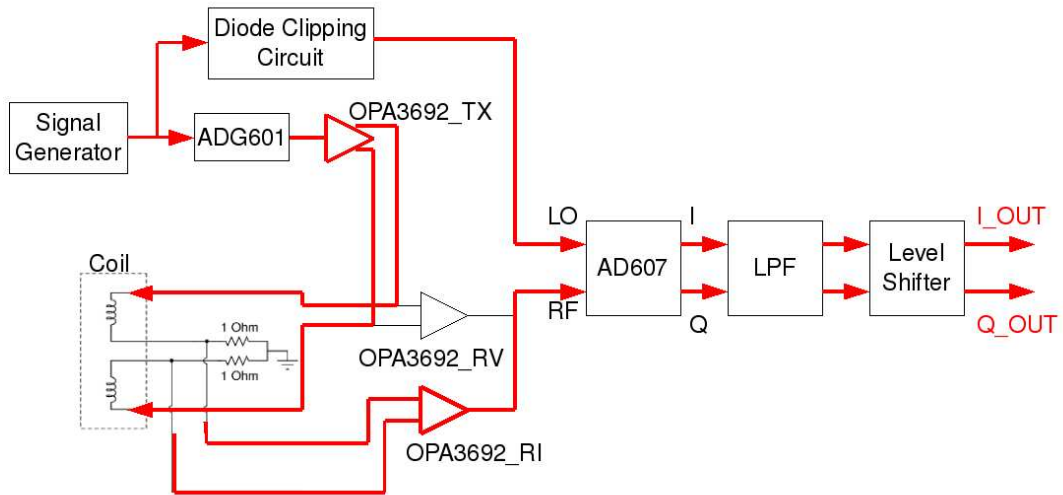 Diode Clipping
Circuit
OPA3692_TX
Signal
Generator
ADG601
LO
I
I_OUT
AD607
LPF
Level
Shifter
RF
Q
Q_OUT
Coil
1 Ohm
1 Ohm
OPA3692_RV
OPA3692_RI